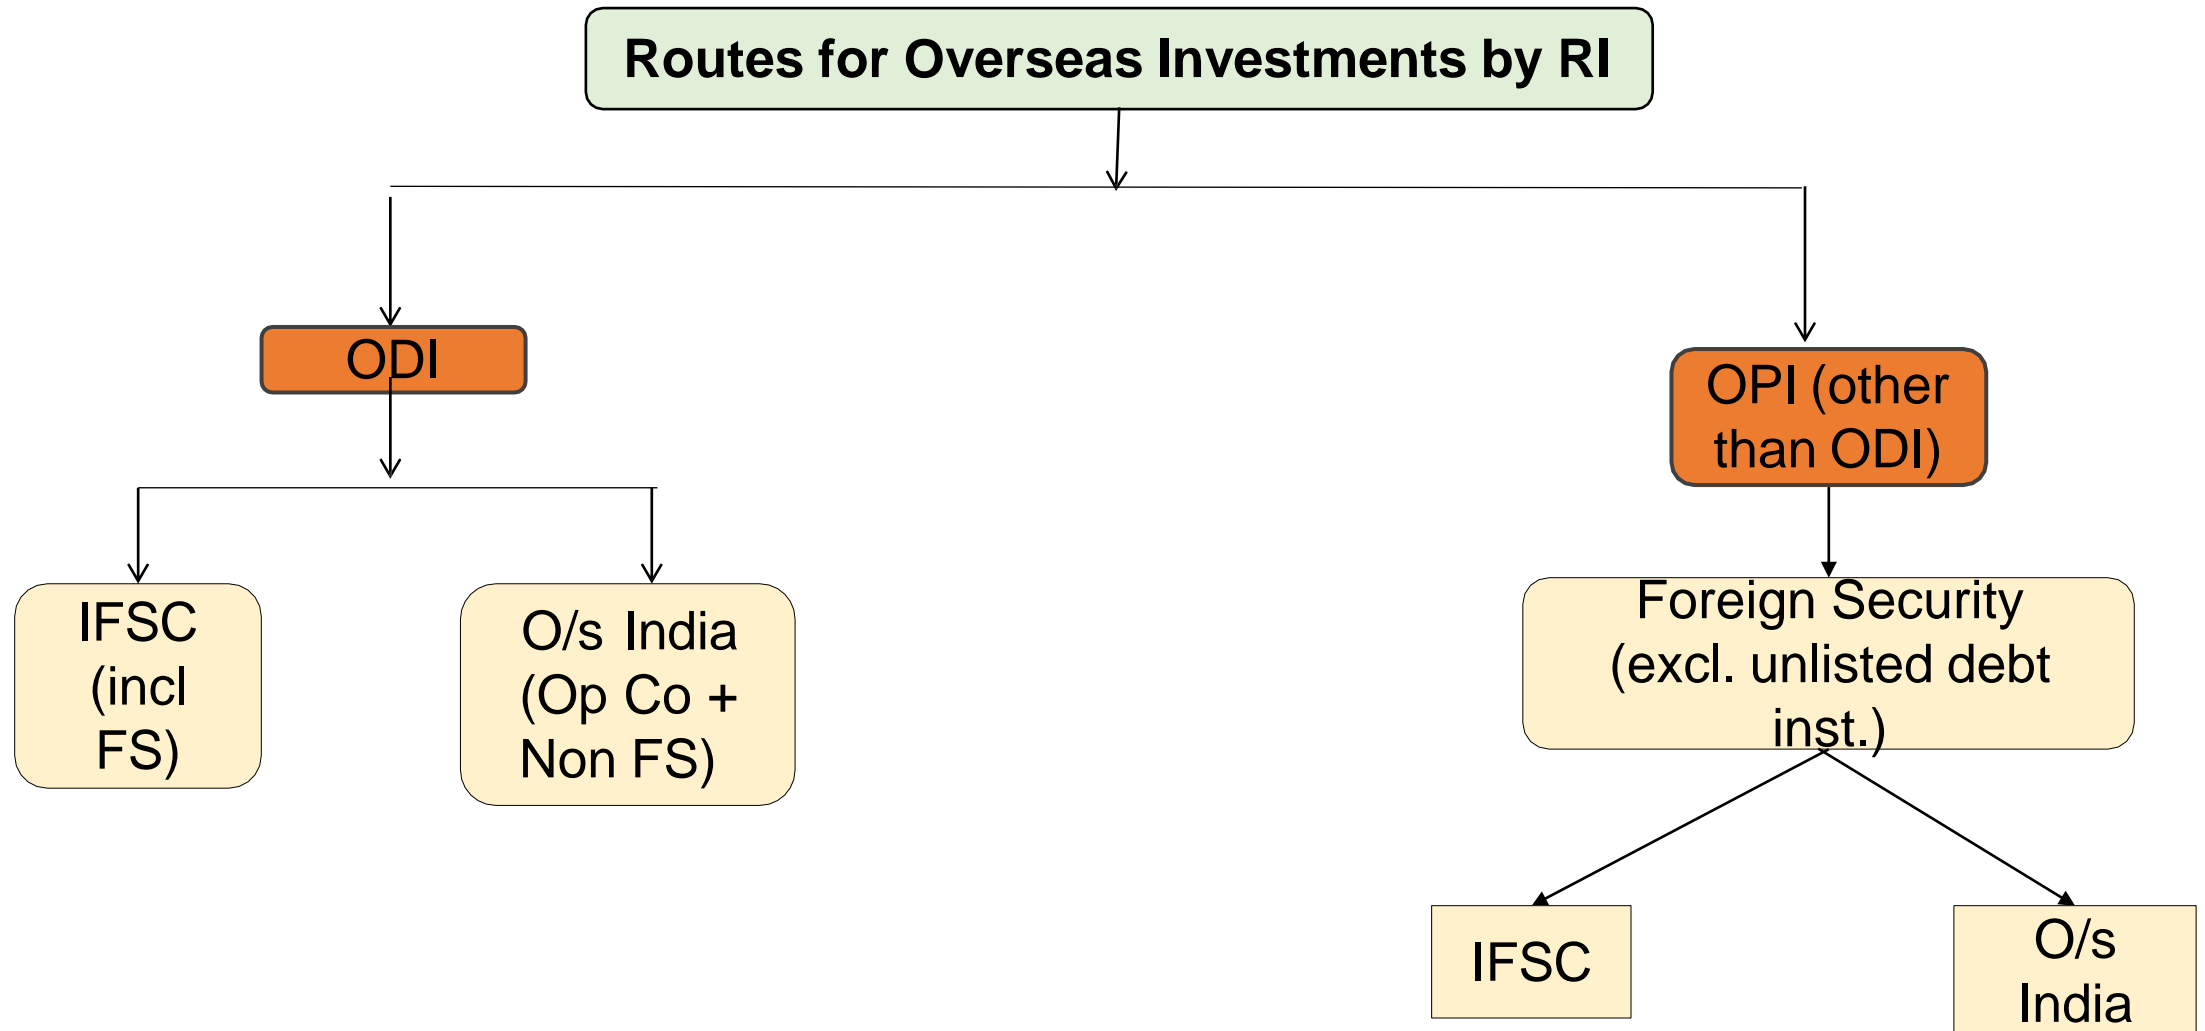 Routes for Overseas Investments by RI
ODI
OPI (other
than ODI)
IFSC
(incl
FS)
O/s India
(Op Co +
Non FS)
Foreign Security
(excl. unlisted debt
inst.)
IFSC
O/s
India